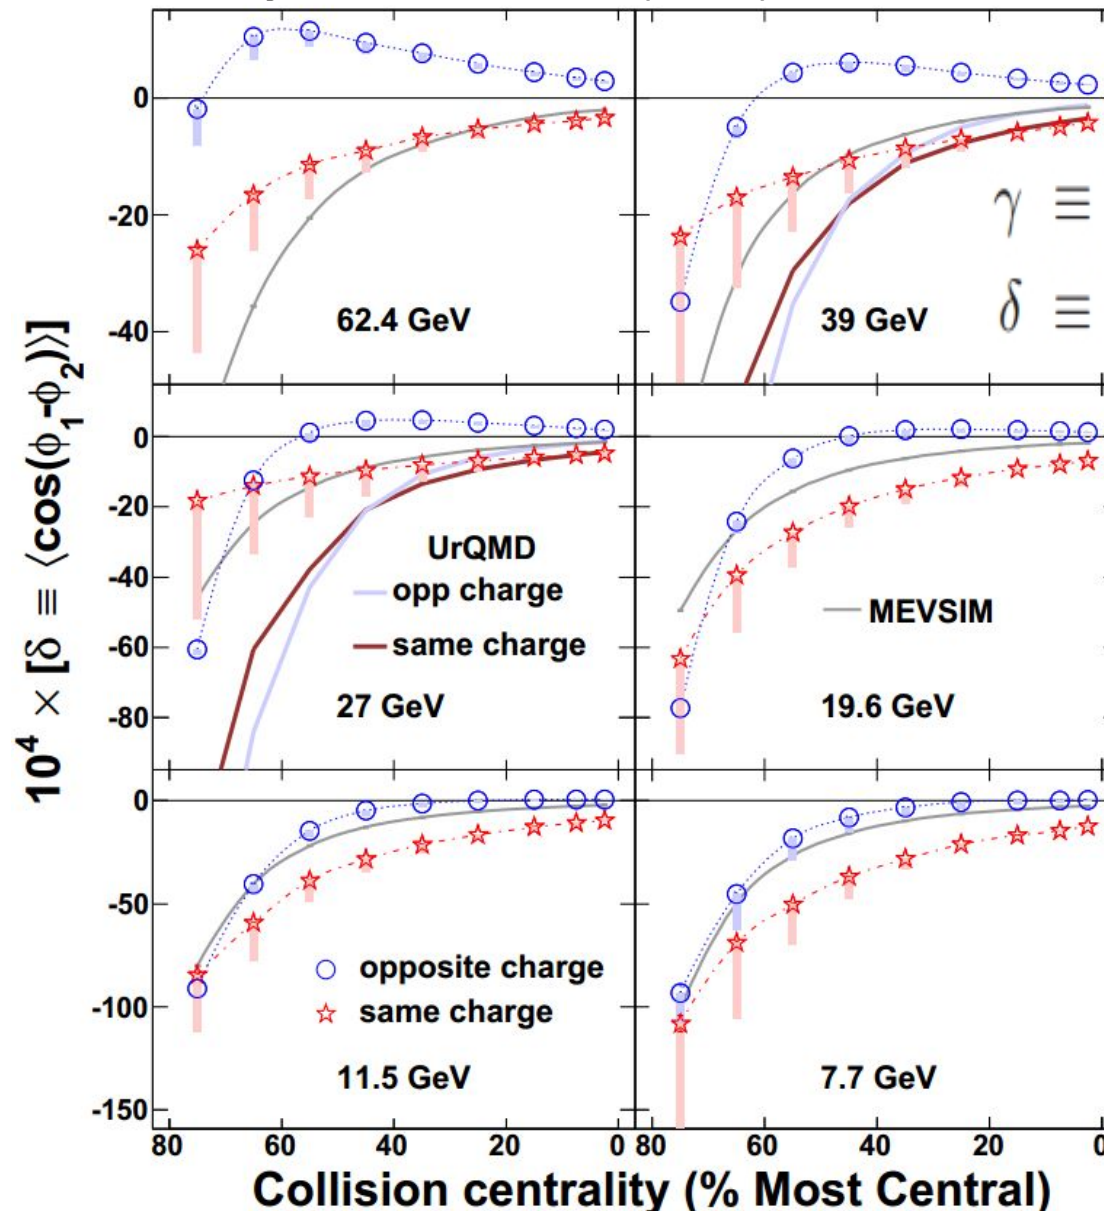 0
-20
-40
62.4 GeV
39 GeV
γ ≡
δ ≡
10⁴ × [δ ≡ ⟨cos(ϕ₁-ϕ₂)⟩]
0
-20
-40
-60
-80
UrQMD
opp charge
same charge
27 GeV
MEVSIM
19.6 GeV
0
-50
-100
-150
opposite charge
same charge
11.5 GeV
7.7 GeV
80 60 40 20 0 80 60 40 20 0
Collision centrality (% Most Central)